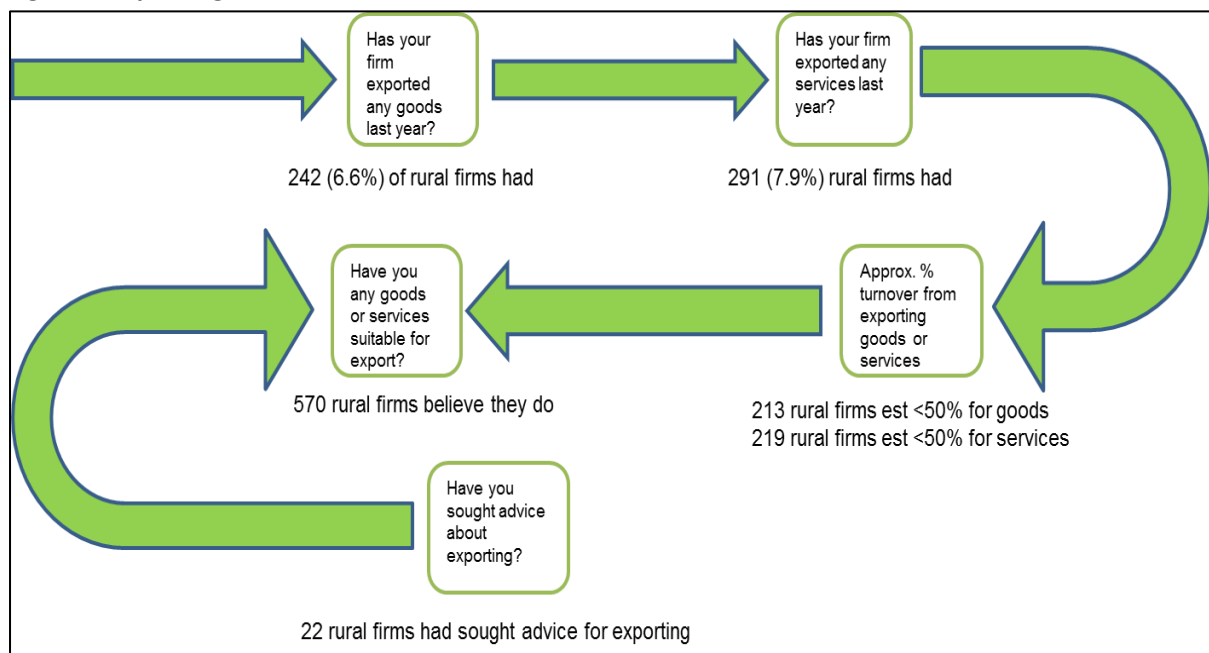 Has your
firm
exported
any goods
last year?
Has your firm
exported any
services last
year?
242 (6.6%) of rural firms had
291 (7.9%) rural firms had
Have you
any goods
or services
suitable for
export?
Approx. %
turnover from
exporting
goods or
services
570 rural firms believe they do
213 rural firms est <50% for goods
219 rural firms est <50% for services
Have you
sought advice
about
exporting?
22 rural firms had sought advice for exporting